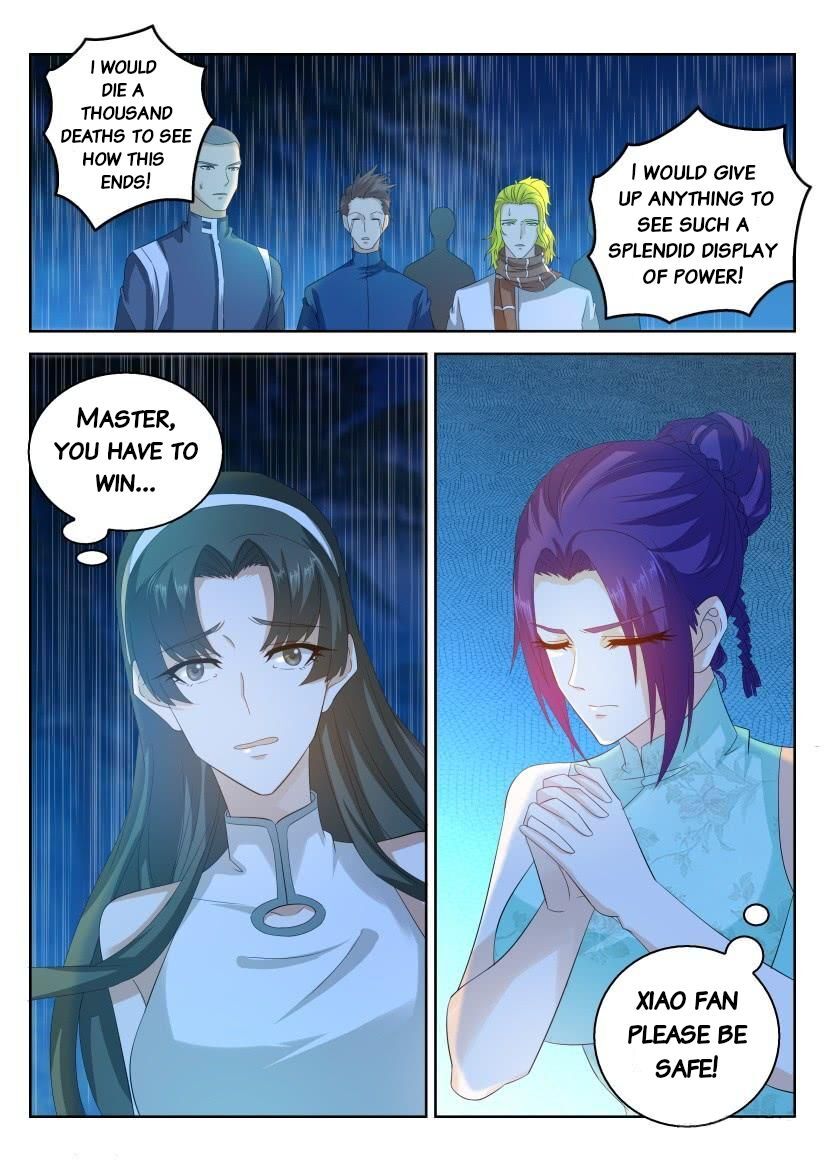 I WOULD
DIE A
THOUSAND
DEATHS TO SEE
HOW THIS
ENDS!
I WOULD GIVE
UP ANYTHING TO
SEE SUCH A
SPLENDID DISPLAY
OF POWER!
MASTER,
YOU HAVE TO
WIN...
XIAO FAN
PLEASE BE
SAFE!